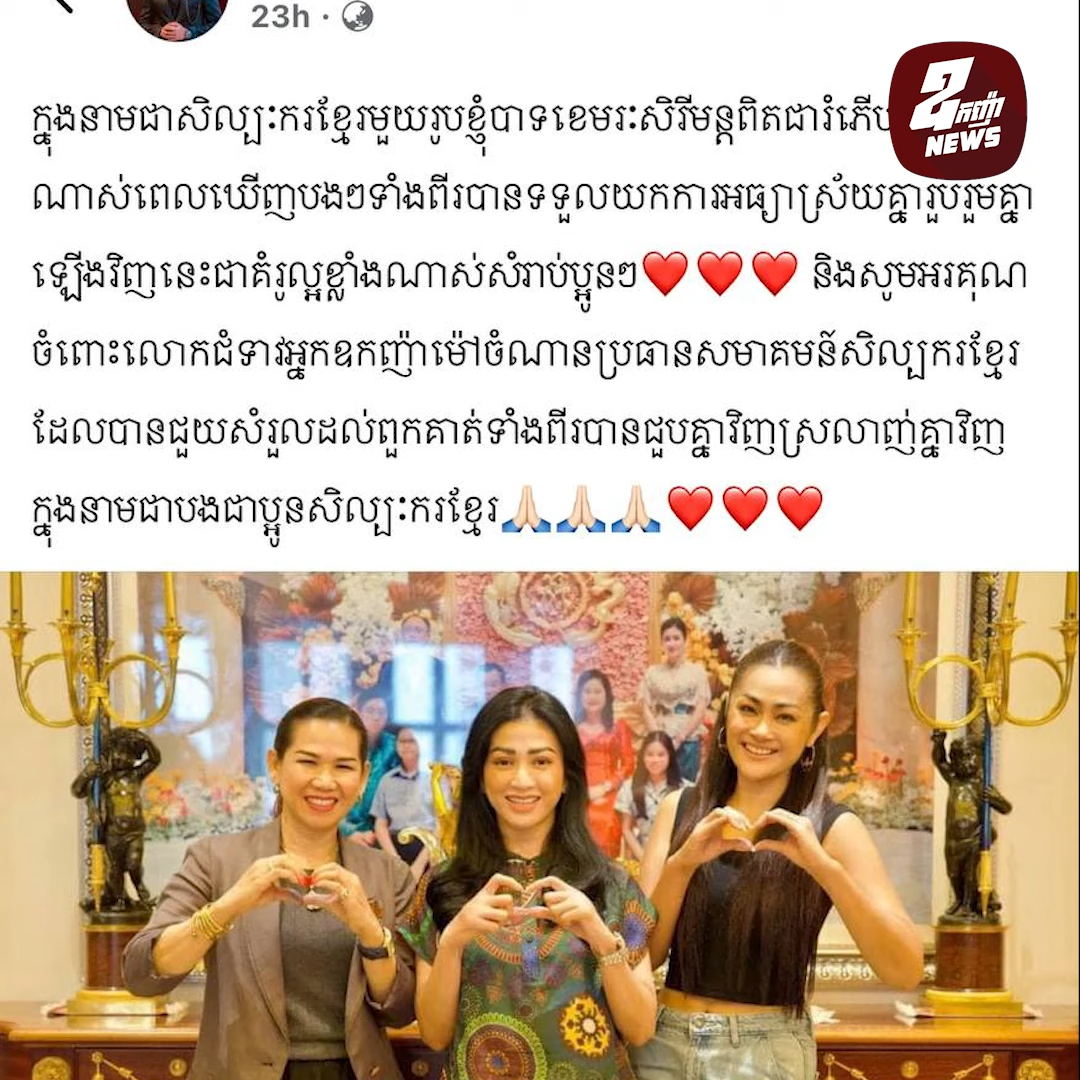 23h ·
ក្នុងនាមជាសិល្បៈករខ្មែរមួយរូបខ្ញុំបាទខេមរៈសិរីមន្តពិតជារំភើប
ណាស់ពេលឃើញបងៗទាំងពីរបានទទួលយកការអធ្យាស្រ័យគ្នារួបរួមគ្នា
ឡើងវិញនេះជាគំរូល្អខ្លាំងណាស់សំរាប់ប្អូនៗ❤️❤️❤️ និងសូមអរគុណ
ចំពោះលោកជំទាវអ្នកឧកញ៉ាម៉ៅចំណានប្រធានសមាគមន៍សិល្បករខ្មែរ
ដែលបានជួយសំរួលដល់ពួកគាត់ទាំងពីរបានជួបគ្នាវិញស្រលាញ់គ្នាវិញ
ក្នុងនាមជាបងជាប្អូនសិល្បៈករខ្មែរ🙏🏻🙏🏻🙏🏻❤️❤️❤️
NEWS